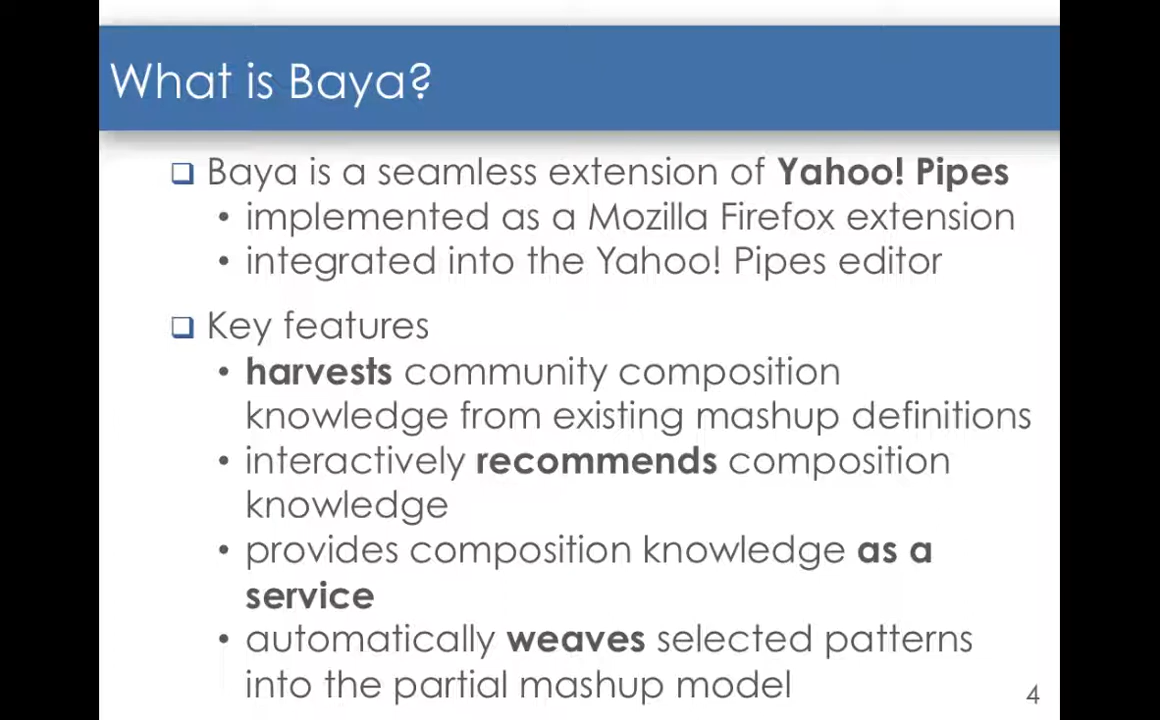 What is Baya?
❑ Baya is a seamless extension of Yahoo! Pipes
• implemented as a Mozilla Firefox extension
• integrated into the Yahoo! Pipes editor
❑ Key features
• harvests community composition
knowledge from existing mashup definitions
• interactively recommends composition
knowledge
• provides composition knowledge as a
service
• automatically weaves selected patterns
into the partial mashup model
4